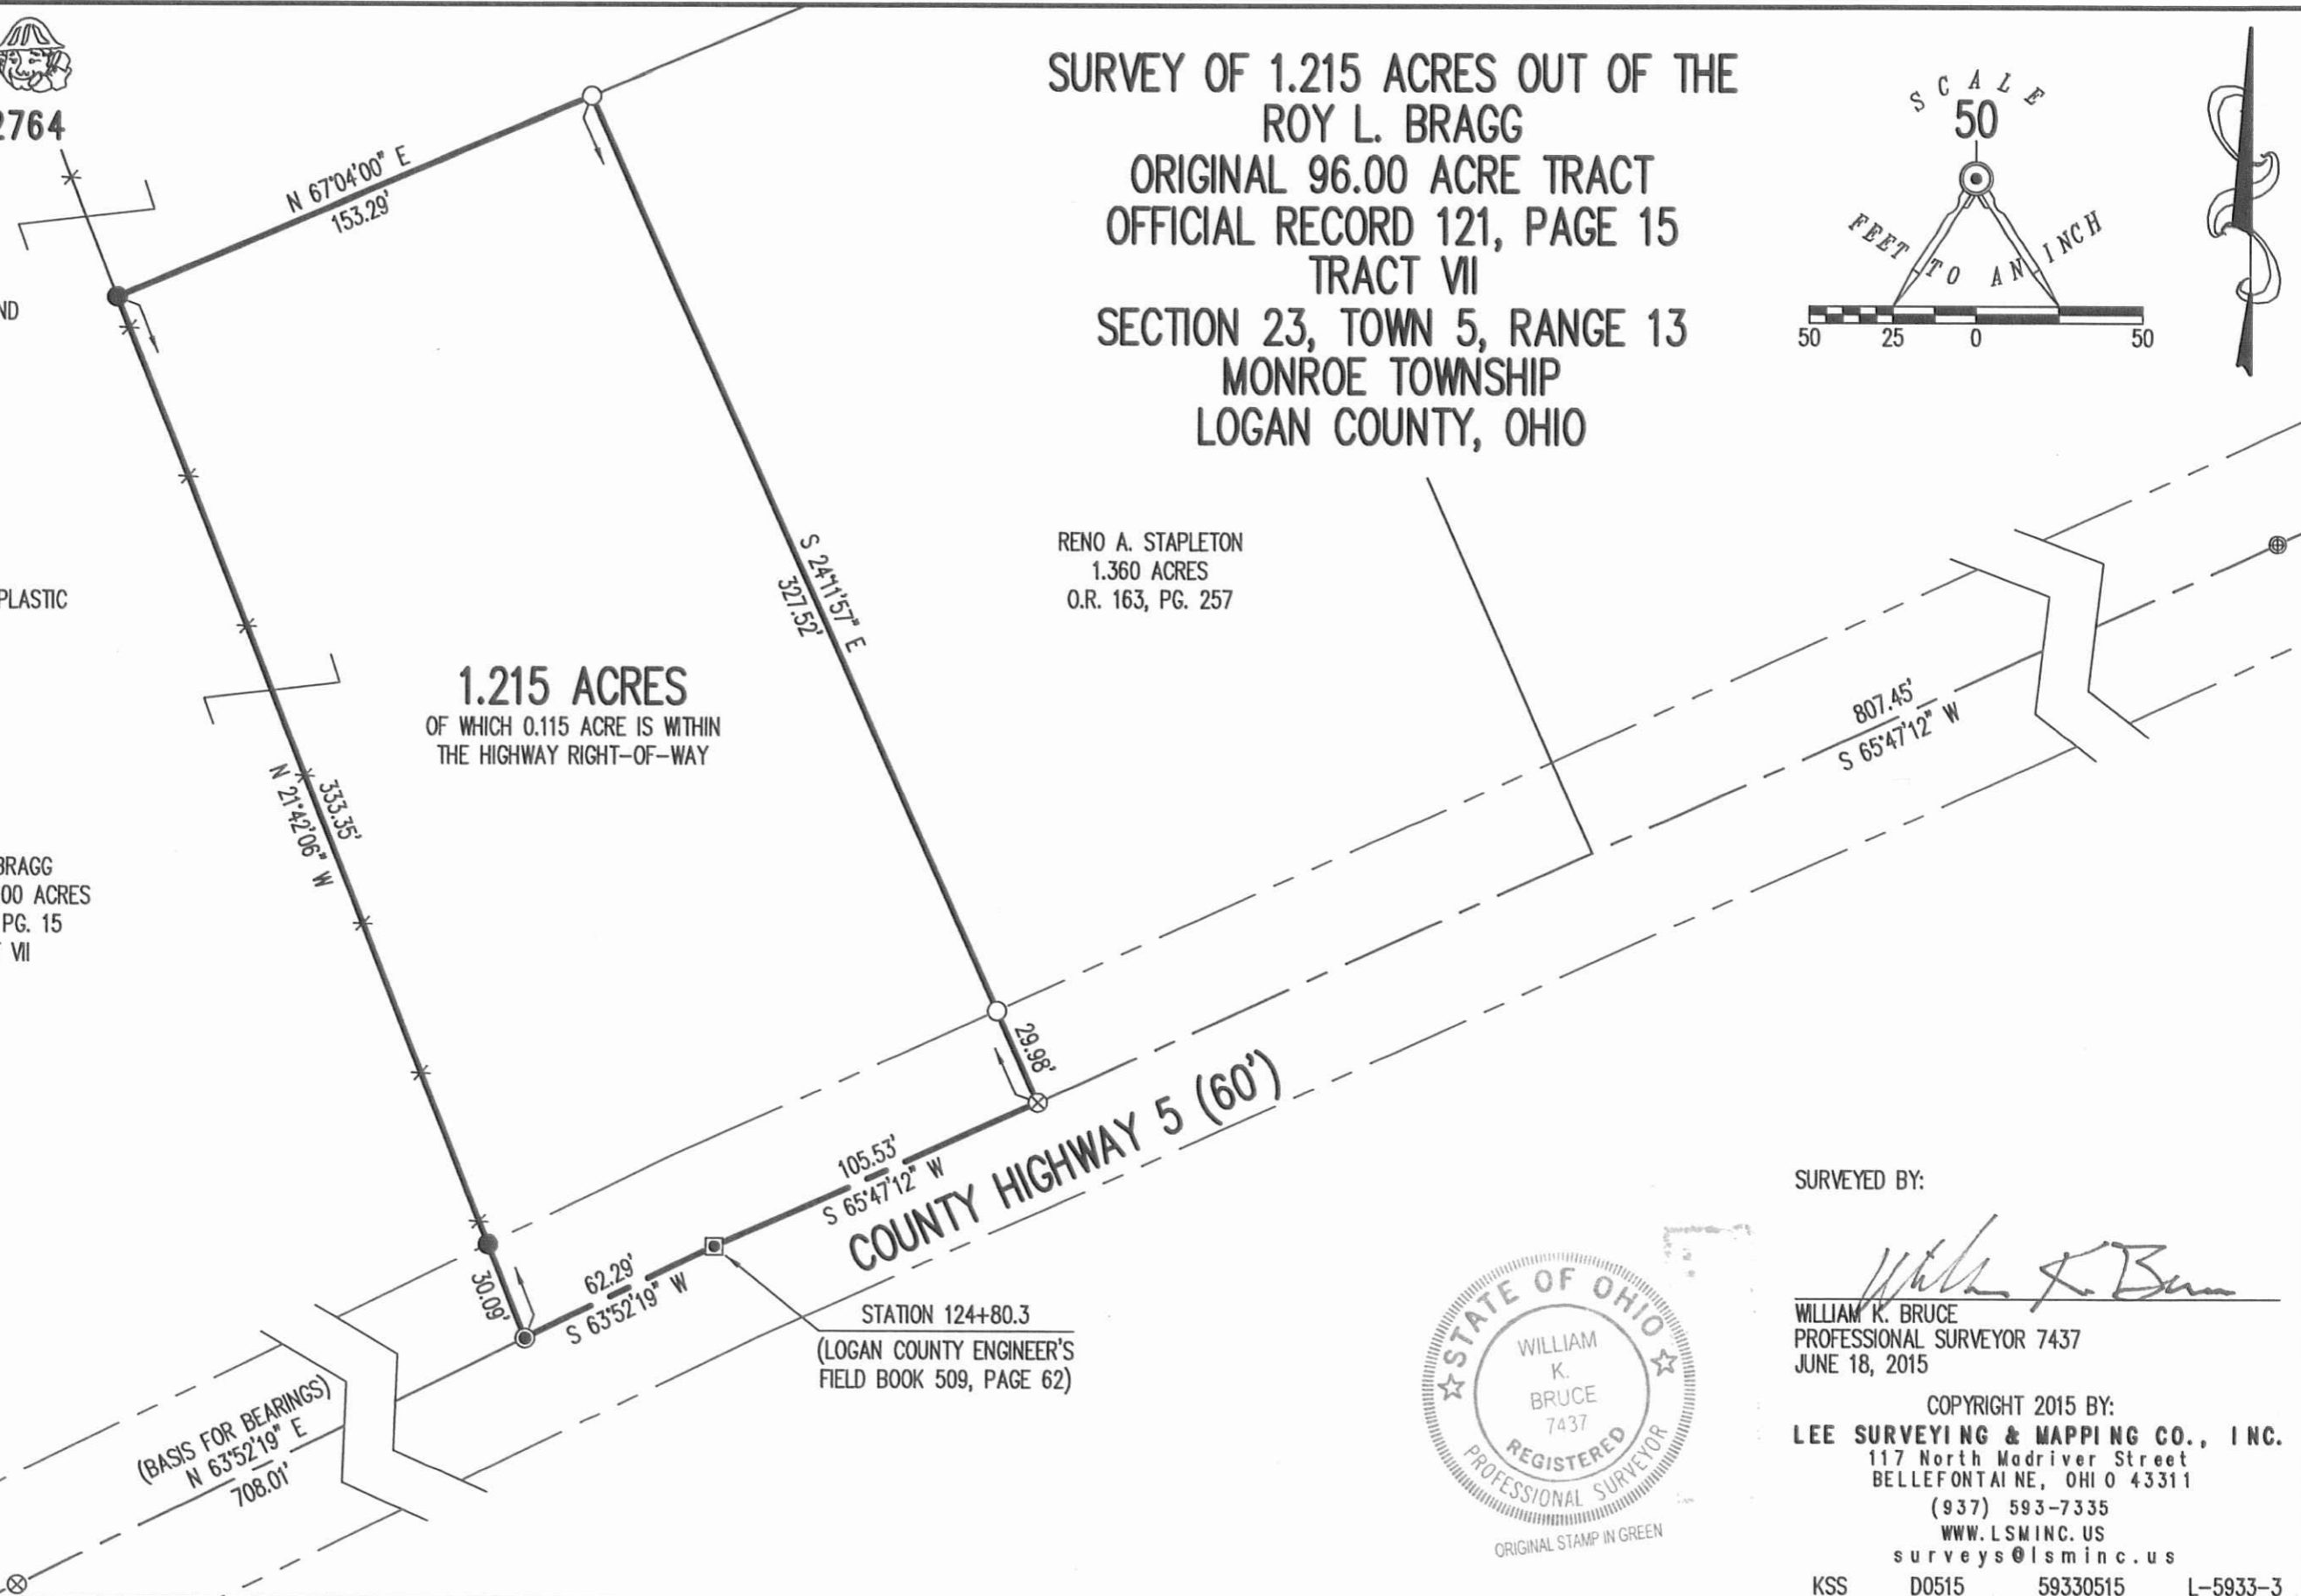 2764
SURVEY OF 1.215 ACRES OUT OF THE
ROY L. BRAGG
ORIGINAL 96.00 ACRE TRACT
OFFICIAL RECORD 121, PAGE 15
TRACT VII
SECTION 23, TOWN 5, RANGE 13
MONROE TOWNSHIP
LOGAN COUNTY, OHIO
SCALE
50
FEET TO AN INCH
50 25 0 50
N 67°04'00" E
153.29'
ND
PLASTIC
S 24°11'57" E
327.52'
RENO A. STAPLETON
1.360 ACRES
O.R. 163, PG. 257
1.215 ACRES
OF WHICH 0.115 ACRE IS WITHIN
THE HIGHWAY RIGHT-OF-WAY
333.35'
N 21°42'06" W
BRAGG
00 ACRES
PG. 15
VII
807.45'
S 65°47'12" W
29.98'
105.53'
S 65°47'12" W
COUNTY HIGHWAY 5 (60')
30.09'
62.29'
S 63°52'19" W
STATION 124+80.3
(LOGAN COUNTY ENGINEER'S
FIELD BOOK 509, PAGE 62)
(BASIS FOR BEARINGS)
N 63°52'19" E
708.01'
STATE OF OHIO
WILLIAM
K.
BRUCE
7437
REGISTERED
PROFESSIONAL SURVEYOR
ORIGINAL STAMP IN GREEN
SURVEYED BY:
William K. Bruce
WILLIAM K. BRUCE
PROFESSIONAL SURVEYOR 7437
JUNE 18, 2015
COPYRIGHT 2015 BY:
LEE SURVEYING & MAPPING CO., INC.
117 North Madriver Street
BELLEFONTAINE, OHIO 43311
(937) 593-7335
WWW.LSMINC.US
surveys@lsminc.us
KSS D0515 59330515 L-5933-3